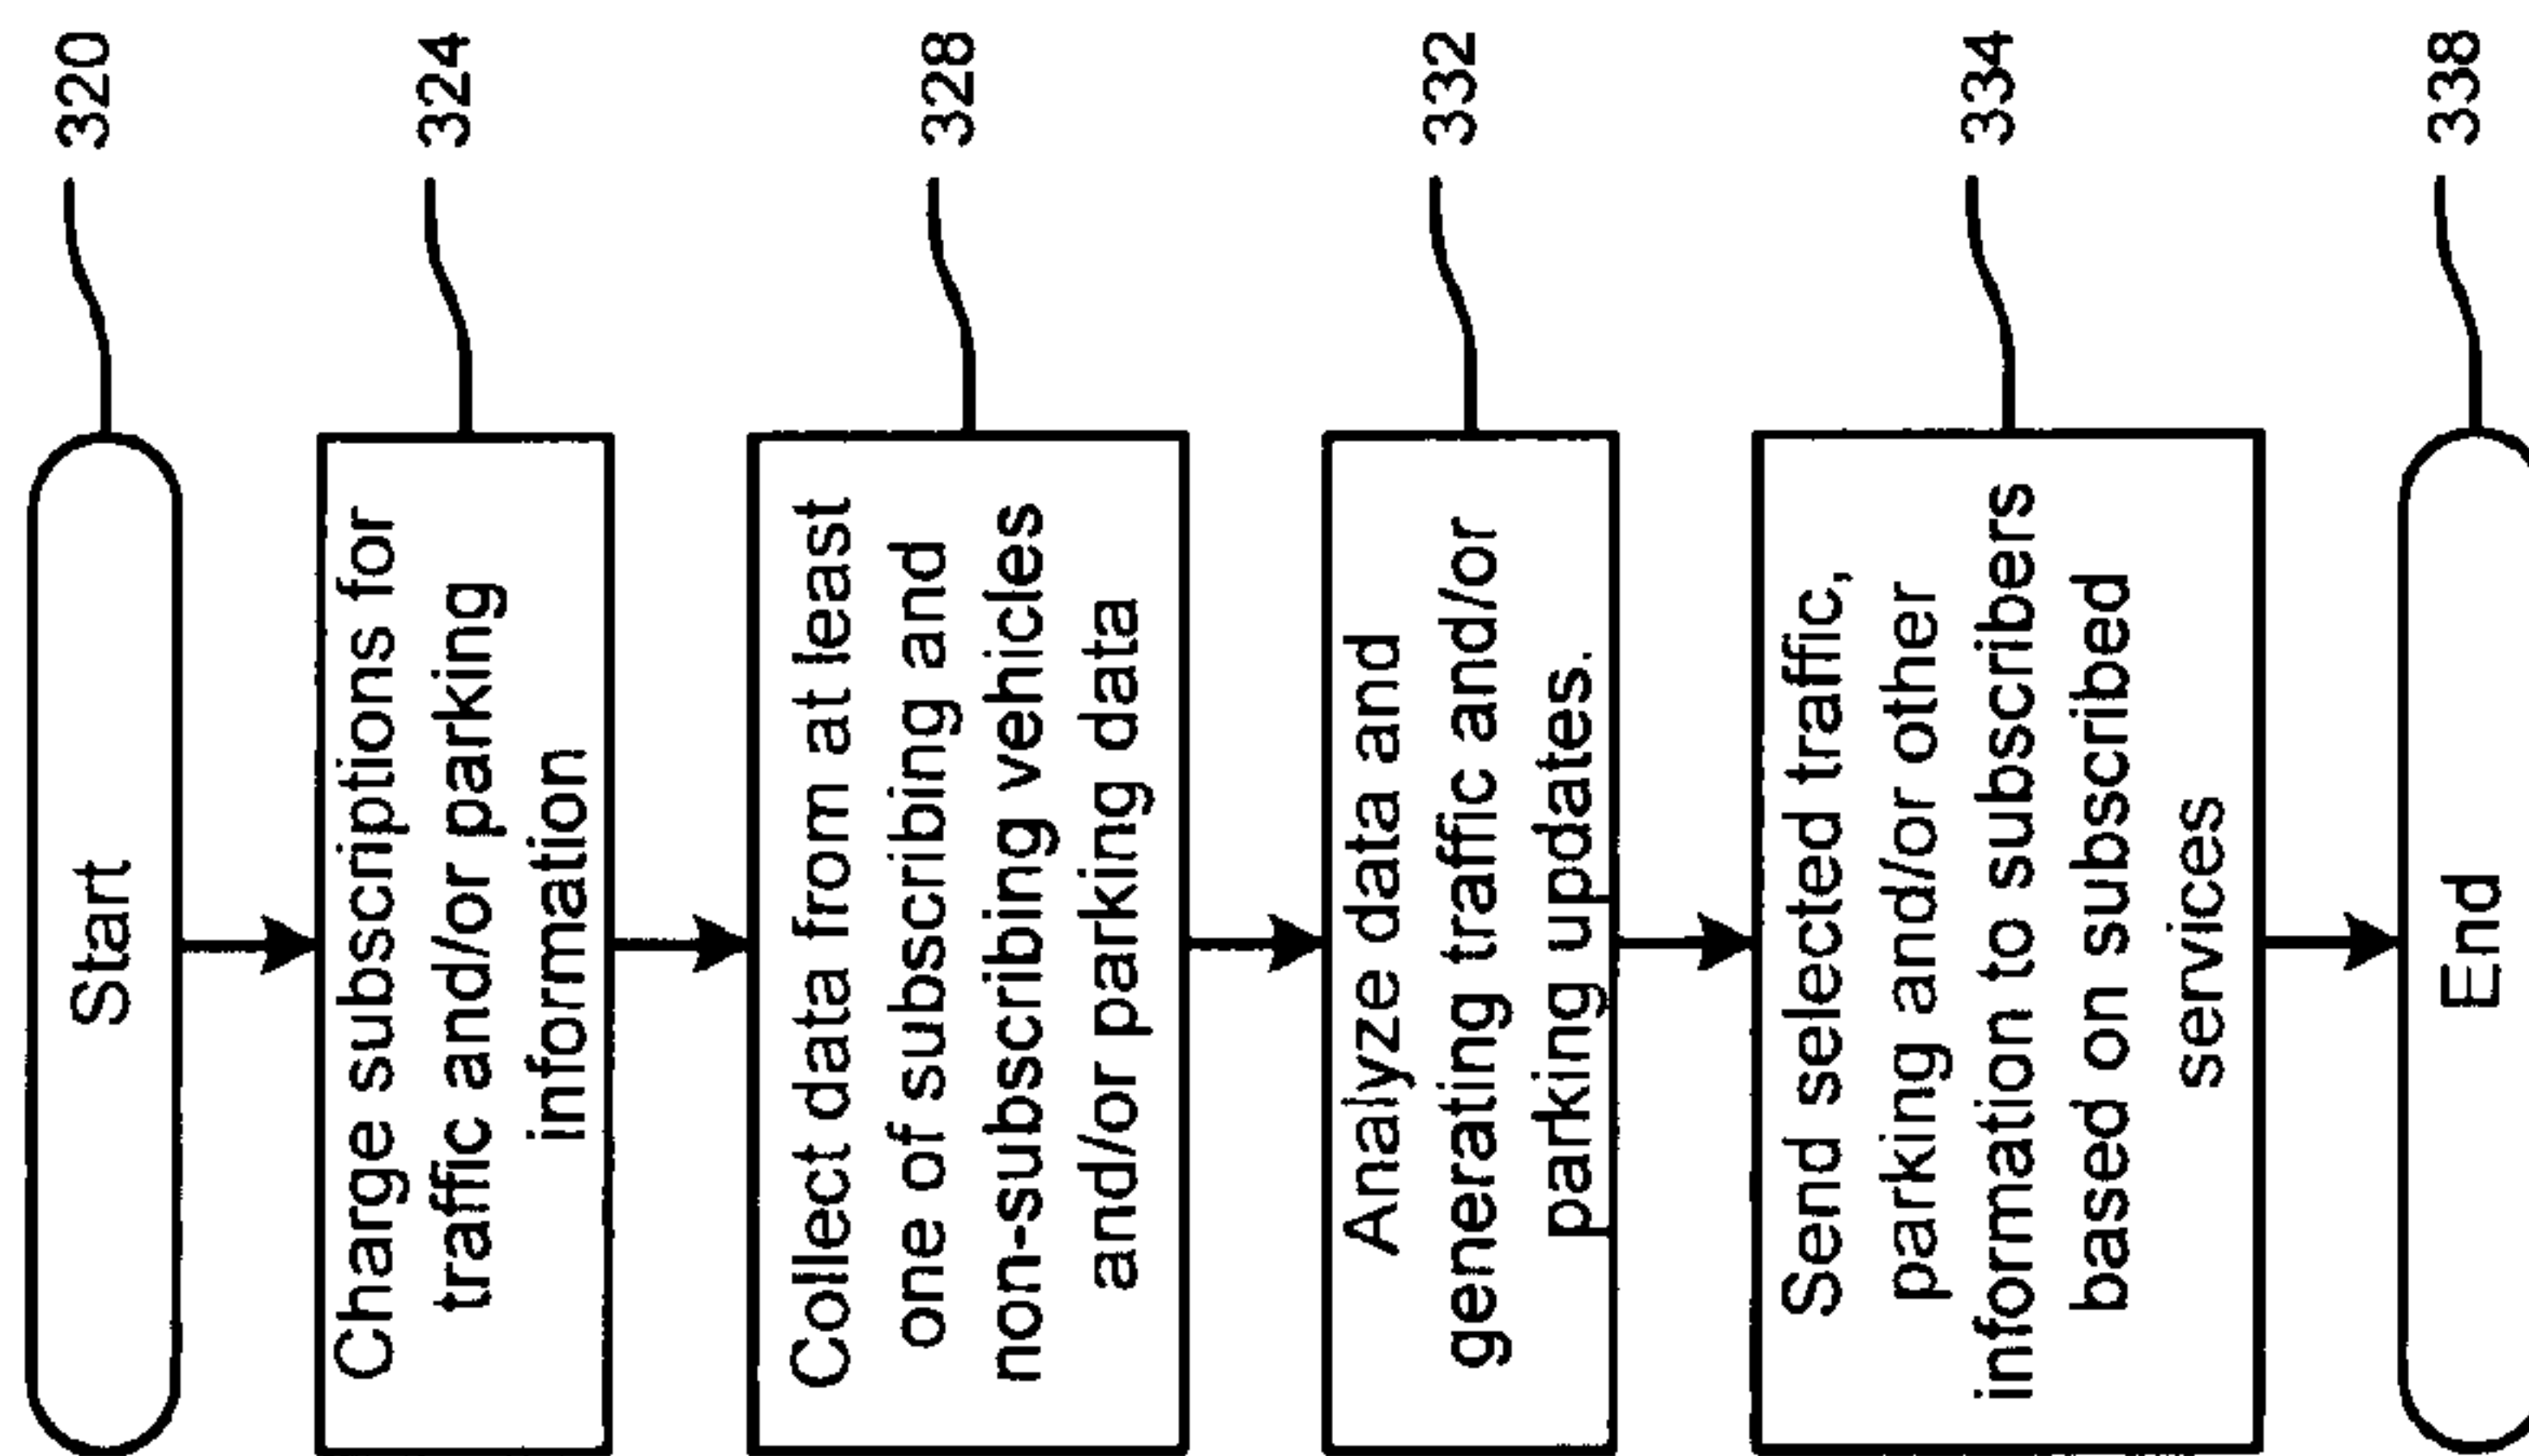 Start
320
Charge subscriptions for
traffic and/or parking
information
324
Collect data from at least
one of subscribing and
non-subscribing vehicles
and/or parking data
328
Analyze data and
generating traffic and/or
parking updates.
332
Send selected traffic,
parking and/or other
information to subscribers
based on subscribed
services
334
End
338